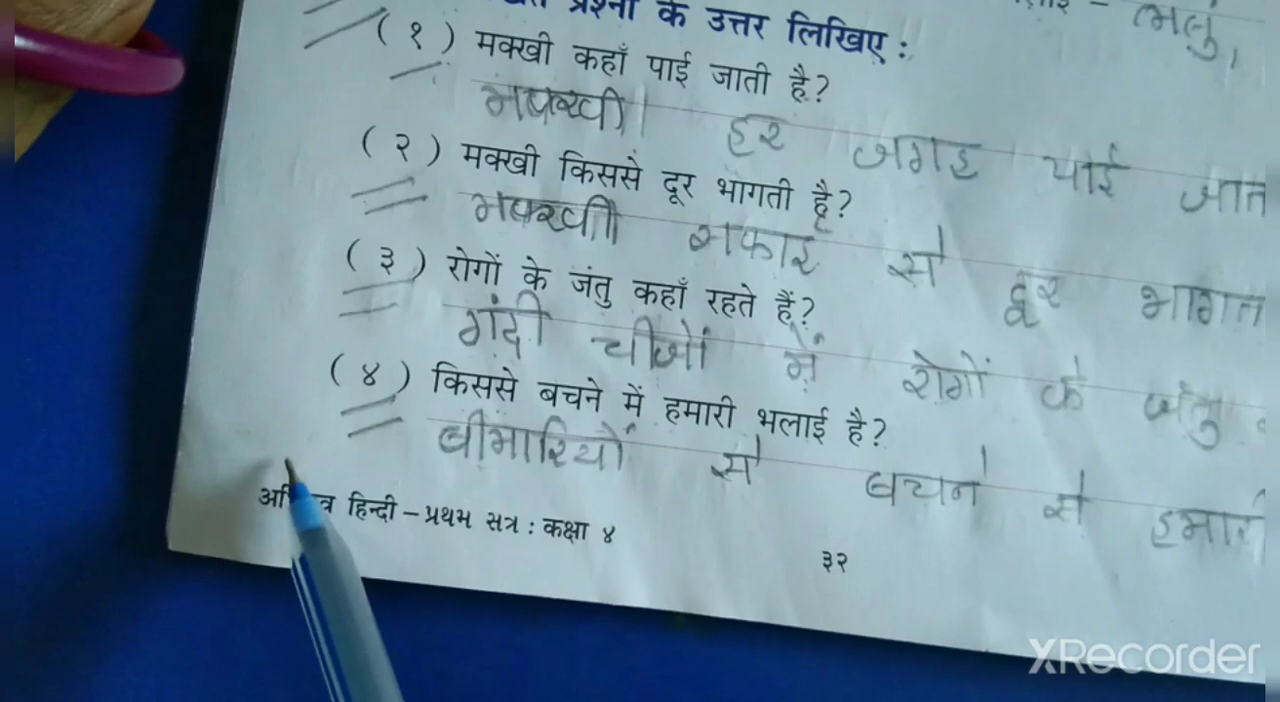 प्रश्नों के उत्तर लिखिए :
(१) मक्खी कहाँ पाई जाती है?
मक्खी। हर जगह पाई जात
(२) मक्खी किससे दूर भागती है?
मक्खी सफाइ से दूर भागत
(३) रोगों के जंतु कहाँ रहते हैं?
गंदी चीजों में रोगों के जंतु
(४) किससे बचने में हमारी भलाई है?
बीमारियों से बचने से हमारी
हिन्दी – प्रथम सत्र : कक्षा ४
३२
XRecorder